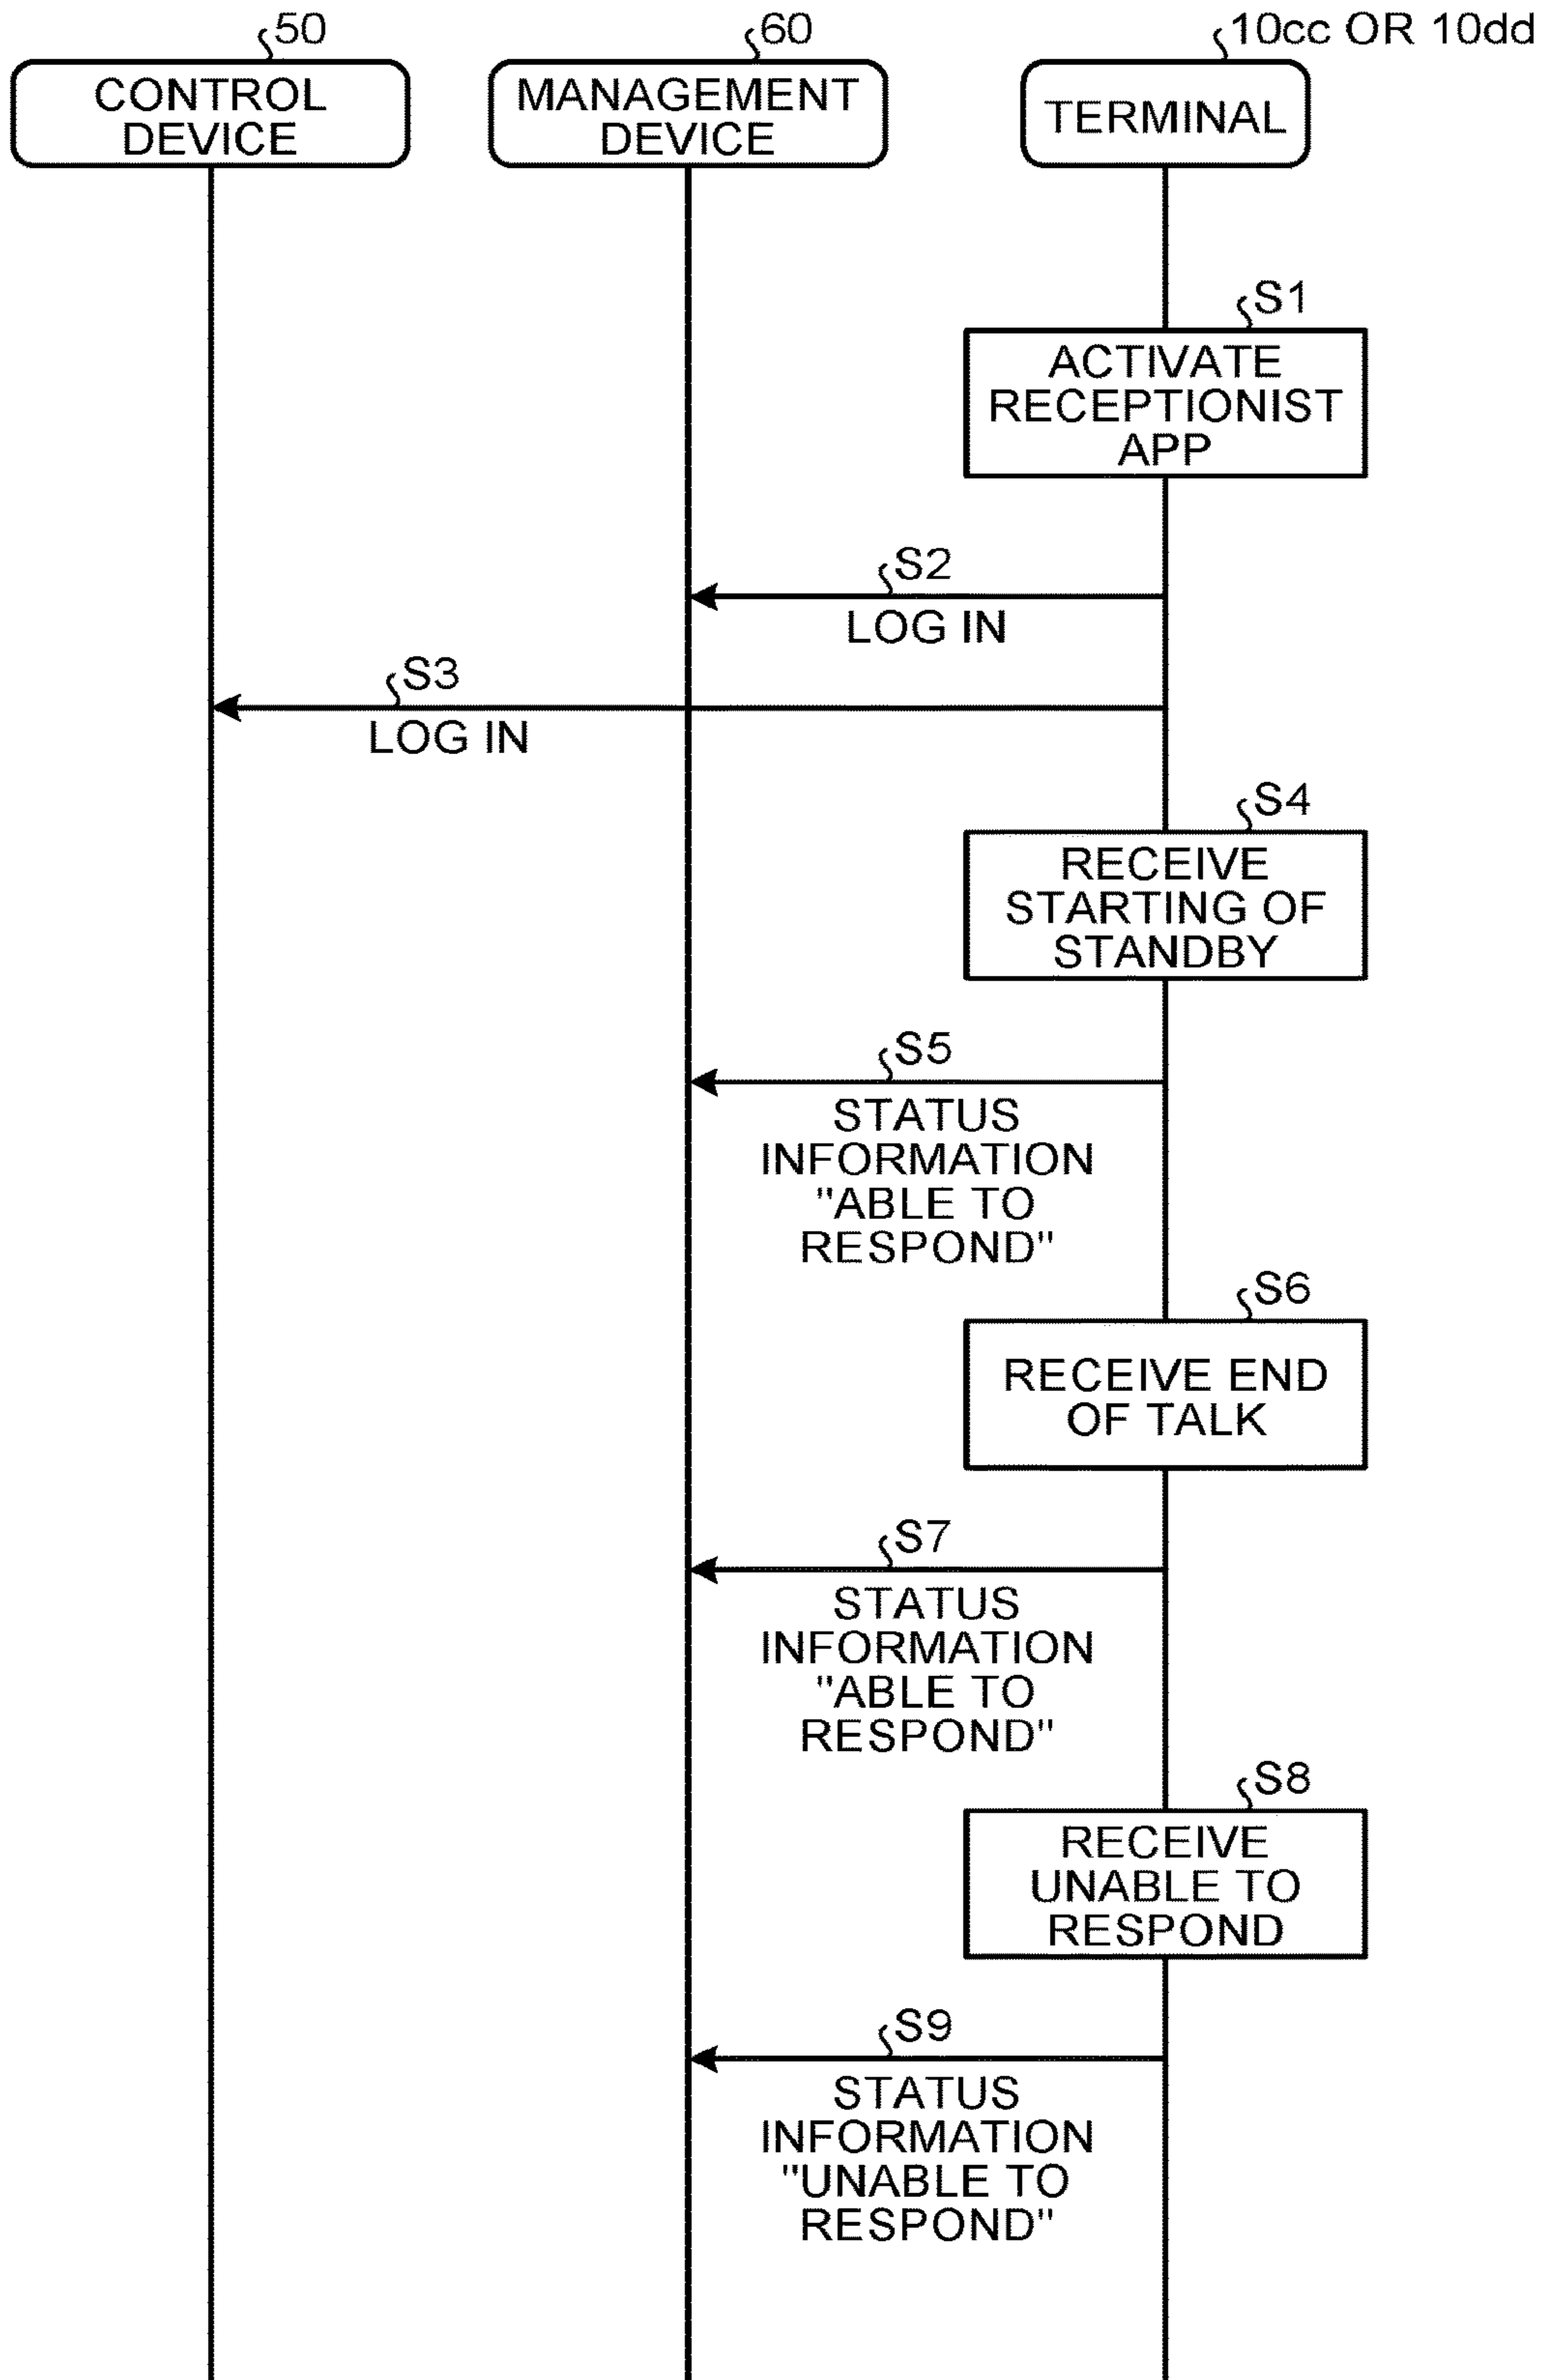 50
60
10cc OR 10dd
CONTROL
DEVICE
MANAGEMENT
DEVICE
TERMINAL
S1
ACTIVATE
RECEPTIONIST
APP
S2
LOG IN
S3
LOG IN
S4
RECEIVE
STARTING OF
STANDBY
S5
STATUS
INFORMATION
"ABLE TO
RESPOND"
S6
RECEIVE END
OF TALK
S7
STATUS
INFORMATION
"ABLE TO
RESPOND"
S8
RECEIVE
UNABLE TO
RESPOND
S9
STATUS
INFORMATION
"UNABLE TO
RESPOND"